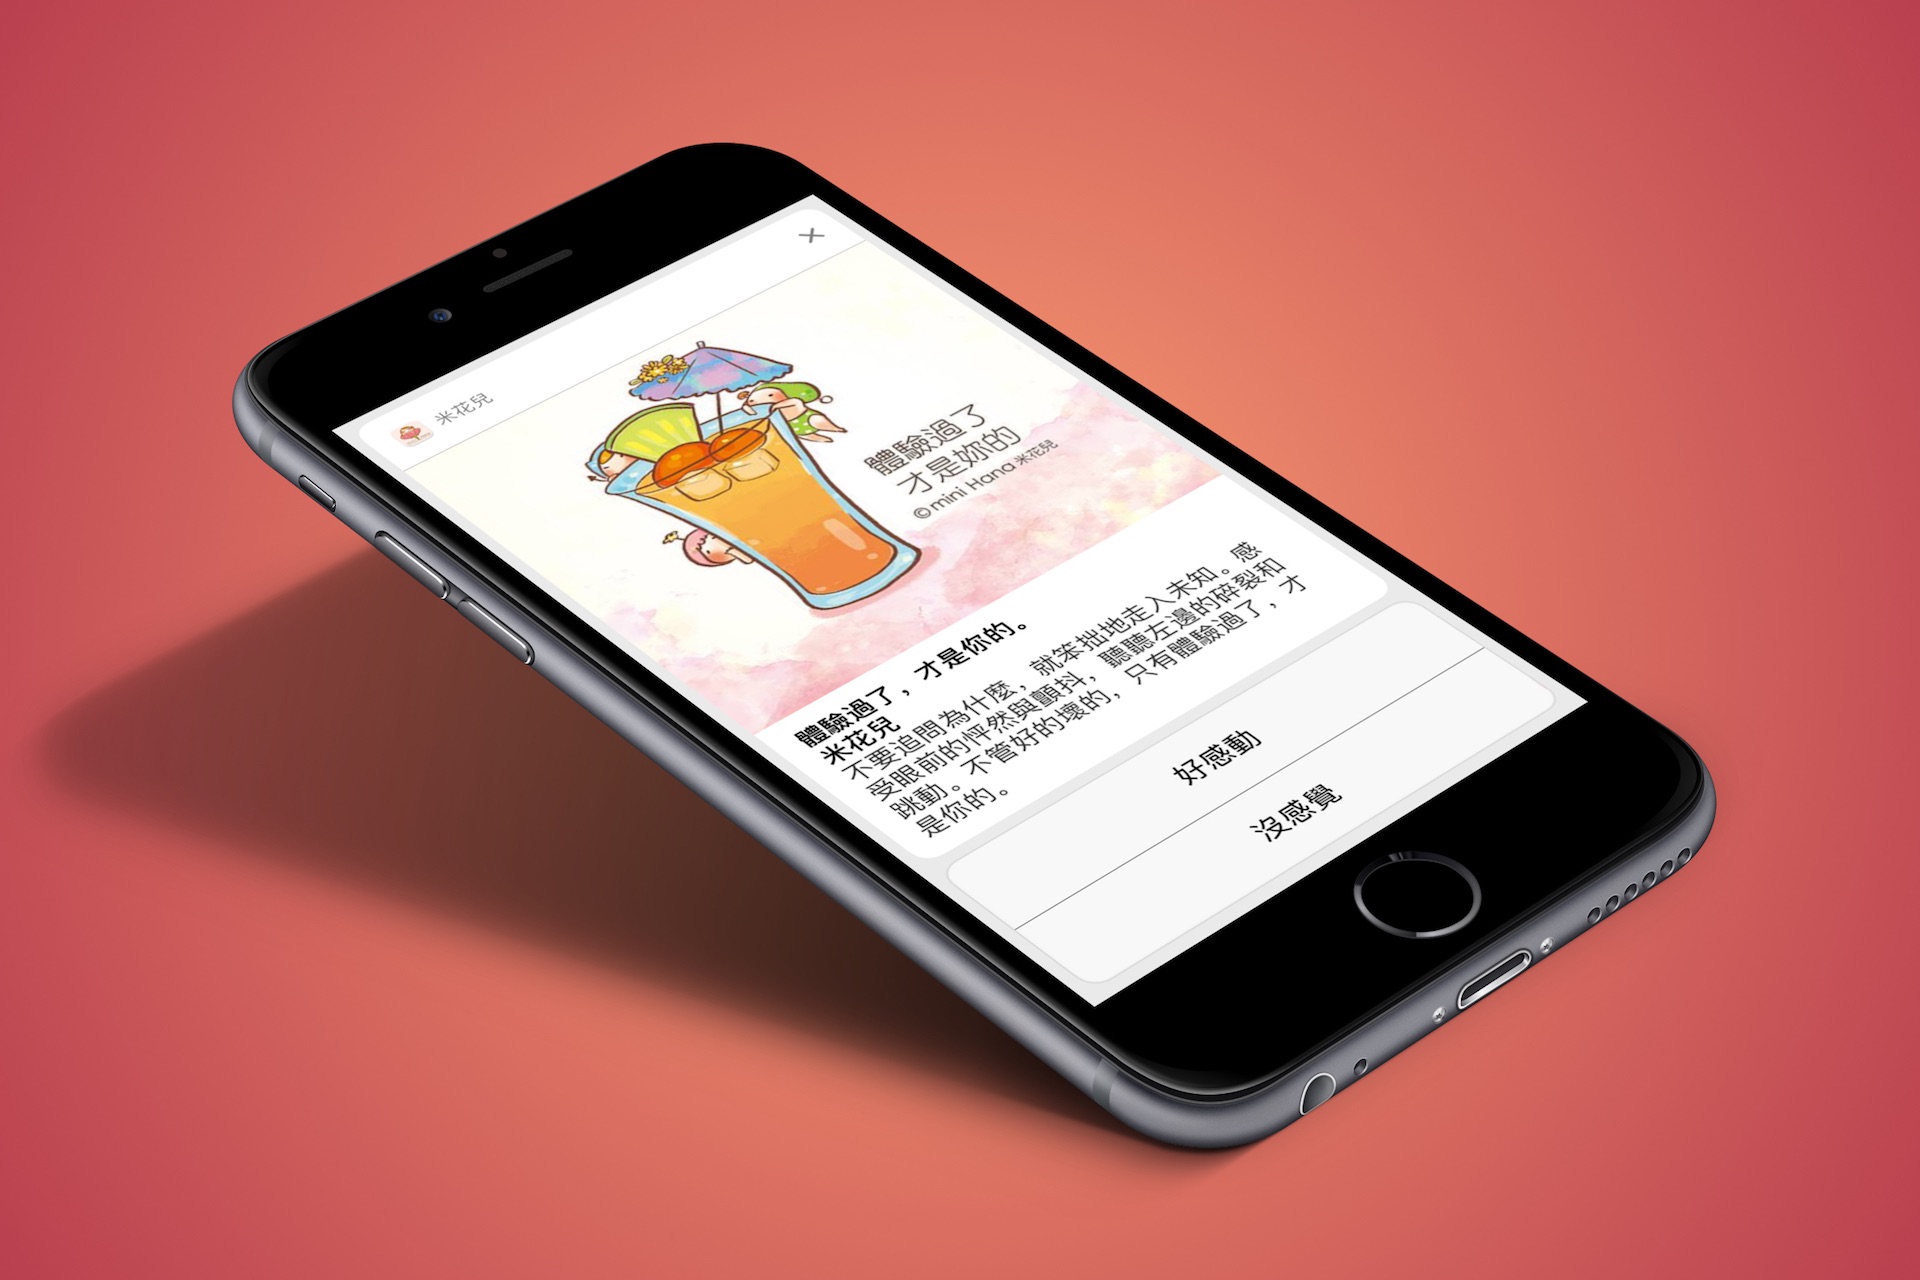 米花兒
體驗過了
才是妳的
©mini Hana 米花兒
體驗過了，才是你的。
米花兒
不要追問為什麼，就笨拙地走入未知。感
受眼前的怦然與顫抖，聽聽左邊的碎裂和
跳動。不管好的壞的，只有體驗過了，才
是你的。
好感動
沒感覺